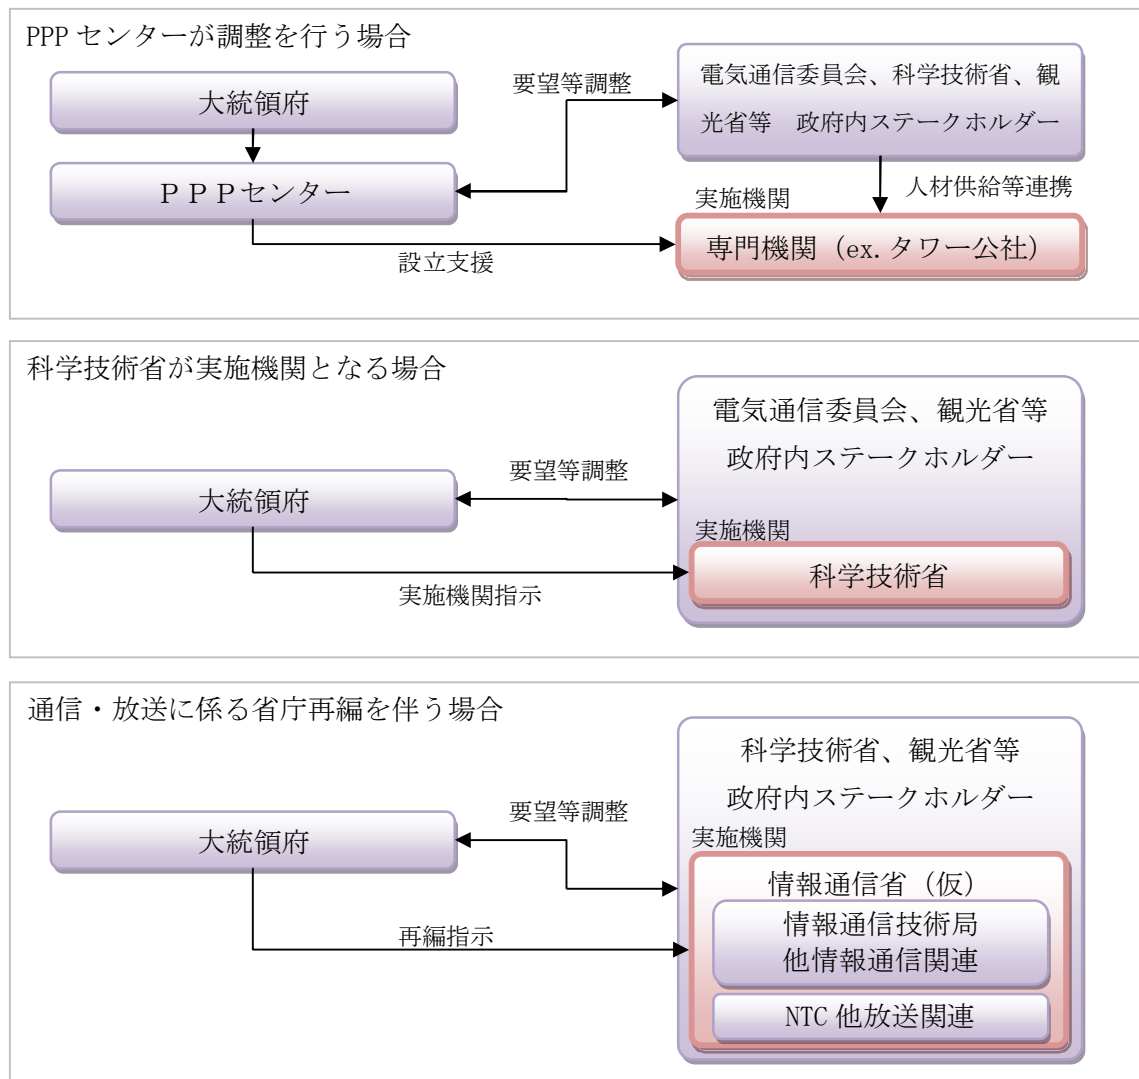 PPP センターが調整を行う場合
大統領府
要望等調整
電気通信委員会、科学技術省、観
光省等　政府内ステークホルダー
ＰＰＰセンター
人材供給等連携
実施機関
専門機関（ex.タワー公社）
設立支援
科学技術省が実施機関となる場合
電気通信委員会、観光省等
政府内ステークホルダー
要望等調整
大統領府
実施機関
科学技術省
実施機関指示
通信・放送に係る省庁再編を伴う場合
科学技術省、観光省等
政府内ステークホルダー
要望等調整
大統領府
実施機関
情報通信省（仮）
情報通信技術局
他情報通信関連
再編指示
NTC 他放送関連